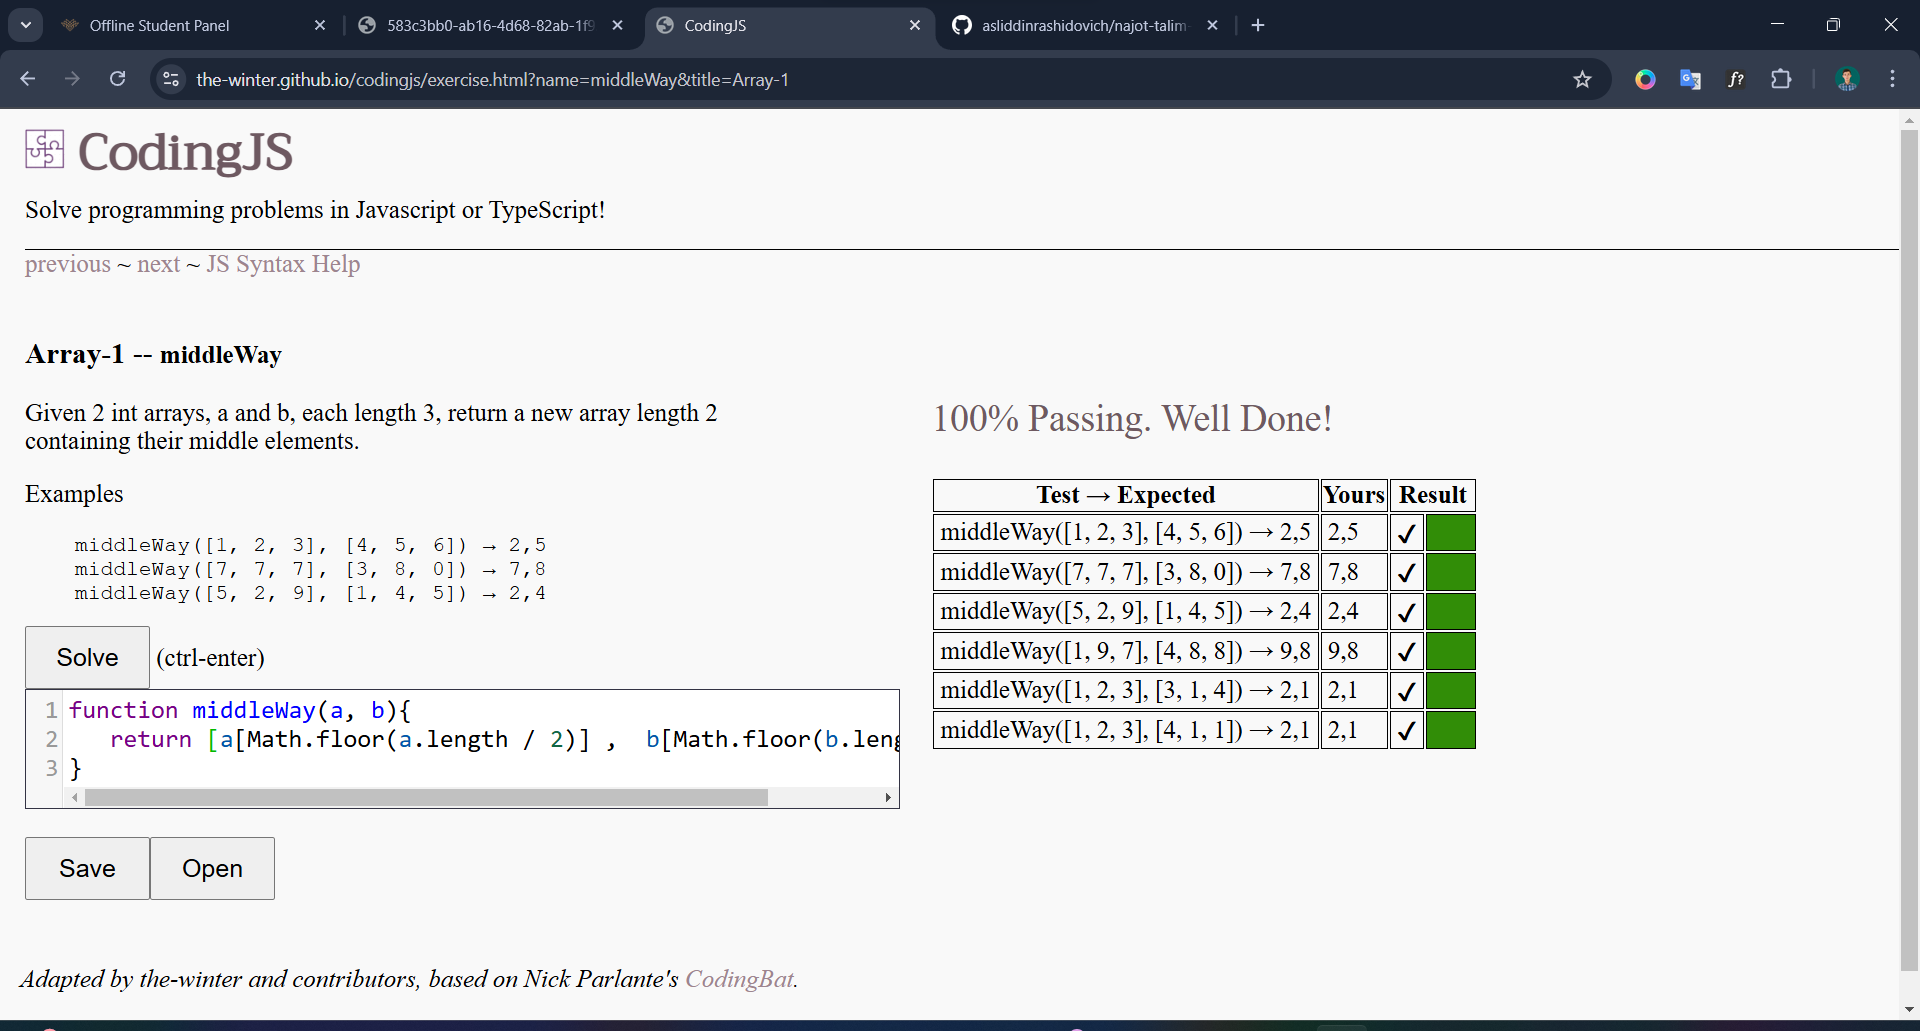 Offline Student Panel
583c3bb0-ab16-4d68-82ab-1f9
CodingJS
asliddinrashidovich/najot-talim
the-winter.github.io/codingjs/exercise.html?name=middleWay&title=Array-1
f?
CodingJS
Solve programming problems in Javascript or TypeScript!
previous ~ next ~ JS Syntax Help
Array-1 -- middleWay
Given 2 int arrays, a and b, each length 3, return a new array length 2
containing their middle elements.
Examples
middleWay([1, 2, 3], [4, 5, 6]) → 2,5
middleWay([7, 7, 7], [3, 8, 0]) → 7,8
middleWay([5, 2, 9], [1, 4, 5]) → 2,4
Solve (ctrl-enter)
1 function middleWay(a, b){
2 return [a[Math.floor(a.length / 2)] , b[Math.floor(b.leng
3 }
Save Open
100% Passing. Well Done!
Test → Expected Yours Result
middleWay([1, 2, 3], [4, 5, 6]) → 2,5 2,5 ✔
middleWay([7, 7, 7], [3, 8, 0]) → 7,8 7,8 ✔
middleWay([5, 2, 9], [1, 4, 5]) → 2,4 2,4 ✔
middleWay([1, 9, 7], [4, 8, 8]) → 9,8 9,8 ✔
middleWay([1, 2, 3], [3, 1, 4]) → 2,1 2,1 ✔
middleWay([1, 2, 3], [4, 1, 1]) → 2,1 2,1 ✔
Adapted by the-winter and contributors, based on Nick Parlante's CodingBat.